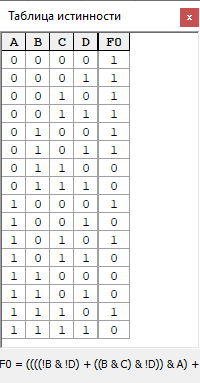 Таблица истинности
x
A B C D F0
0 0 0 0 1
0 0 0 1 1
0 0 1 0 1
0 0 1 1 1
0 1 0 0 1
0 1 0 1 1
0 1 1 0 0
0 1 1 1 0
1 0 0 0 1
1 0 0 1 0
1 0 1 0 1
1 0 1 1 0
1 1 0 0 0
1 1 0 1 0
1 1 1 0 1
1 1 1 1 0
F0 = ((((!B & !D) + ((B & C) & !D)) & A) +